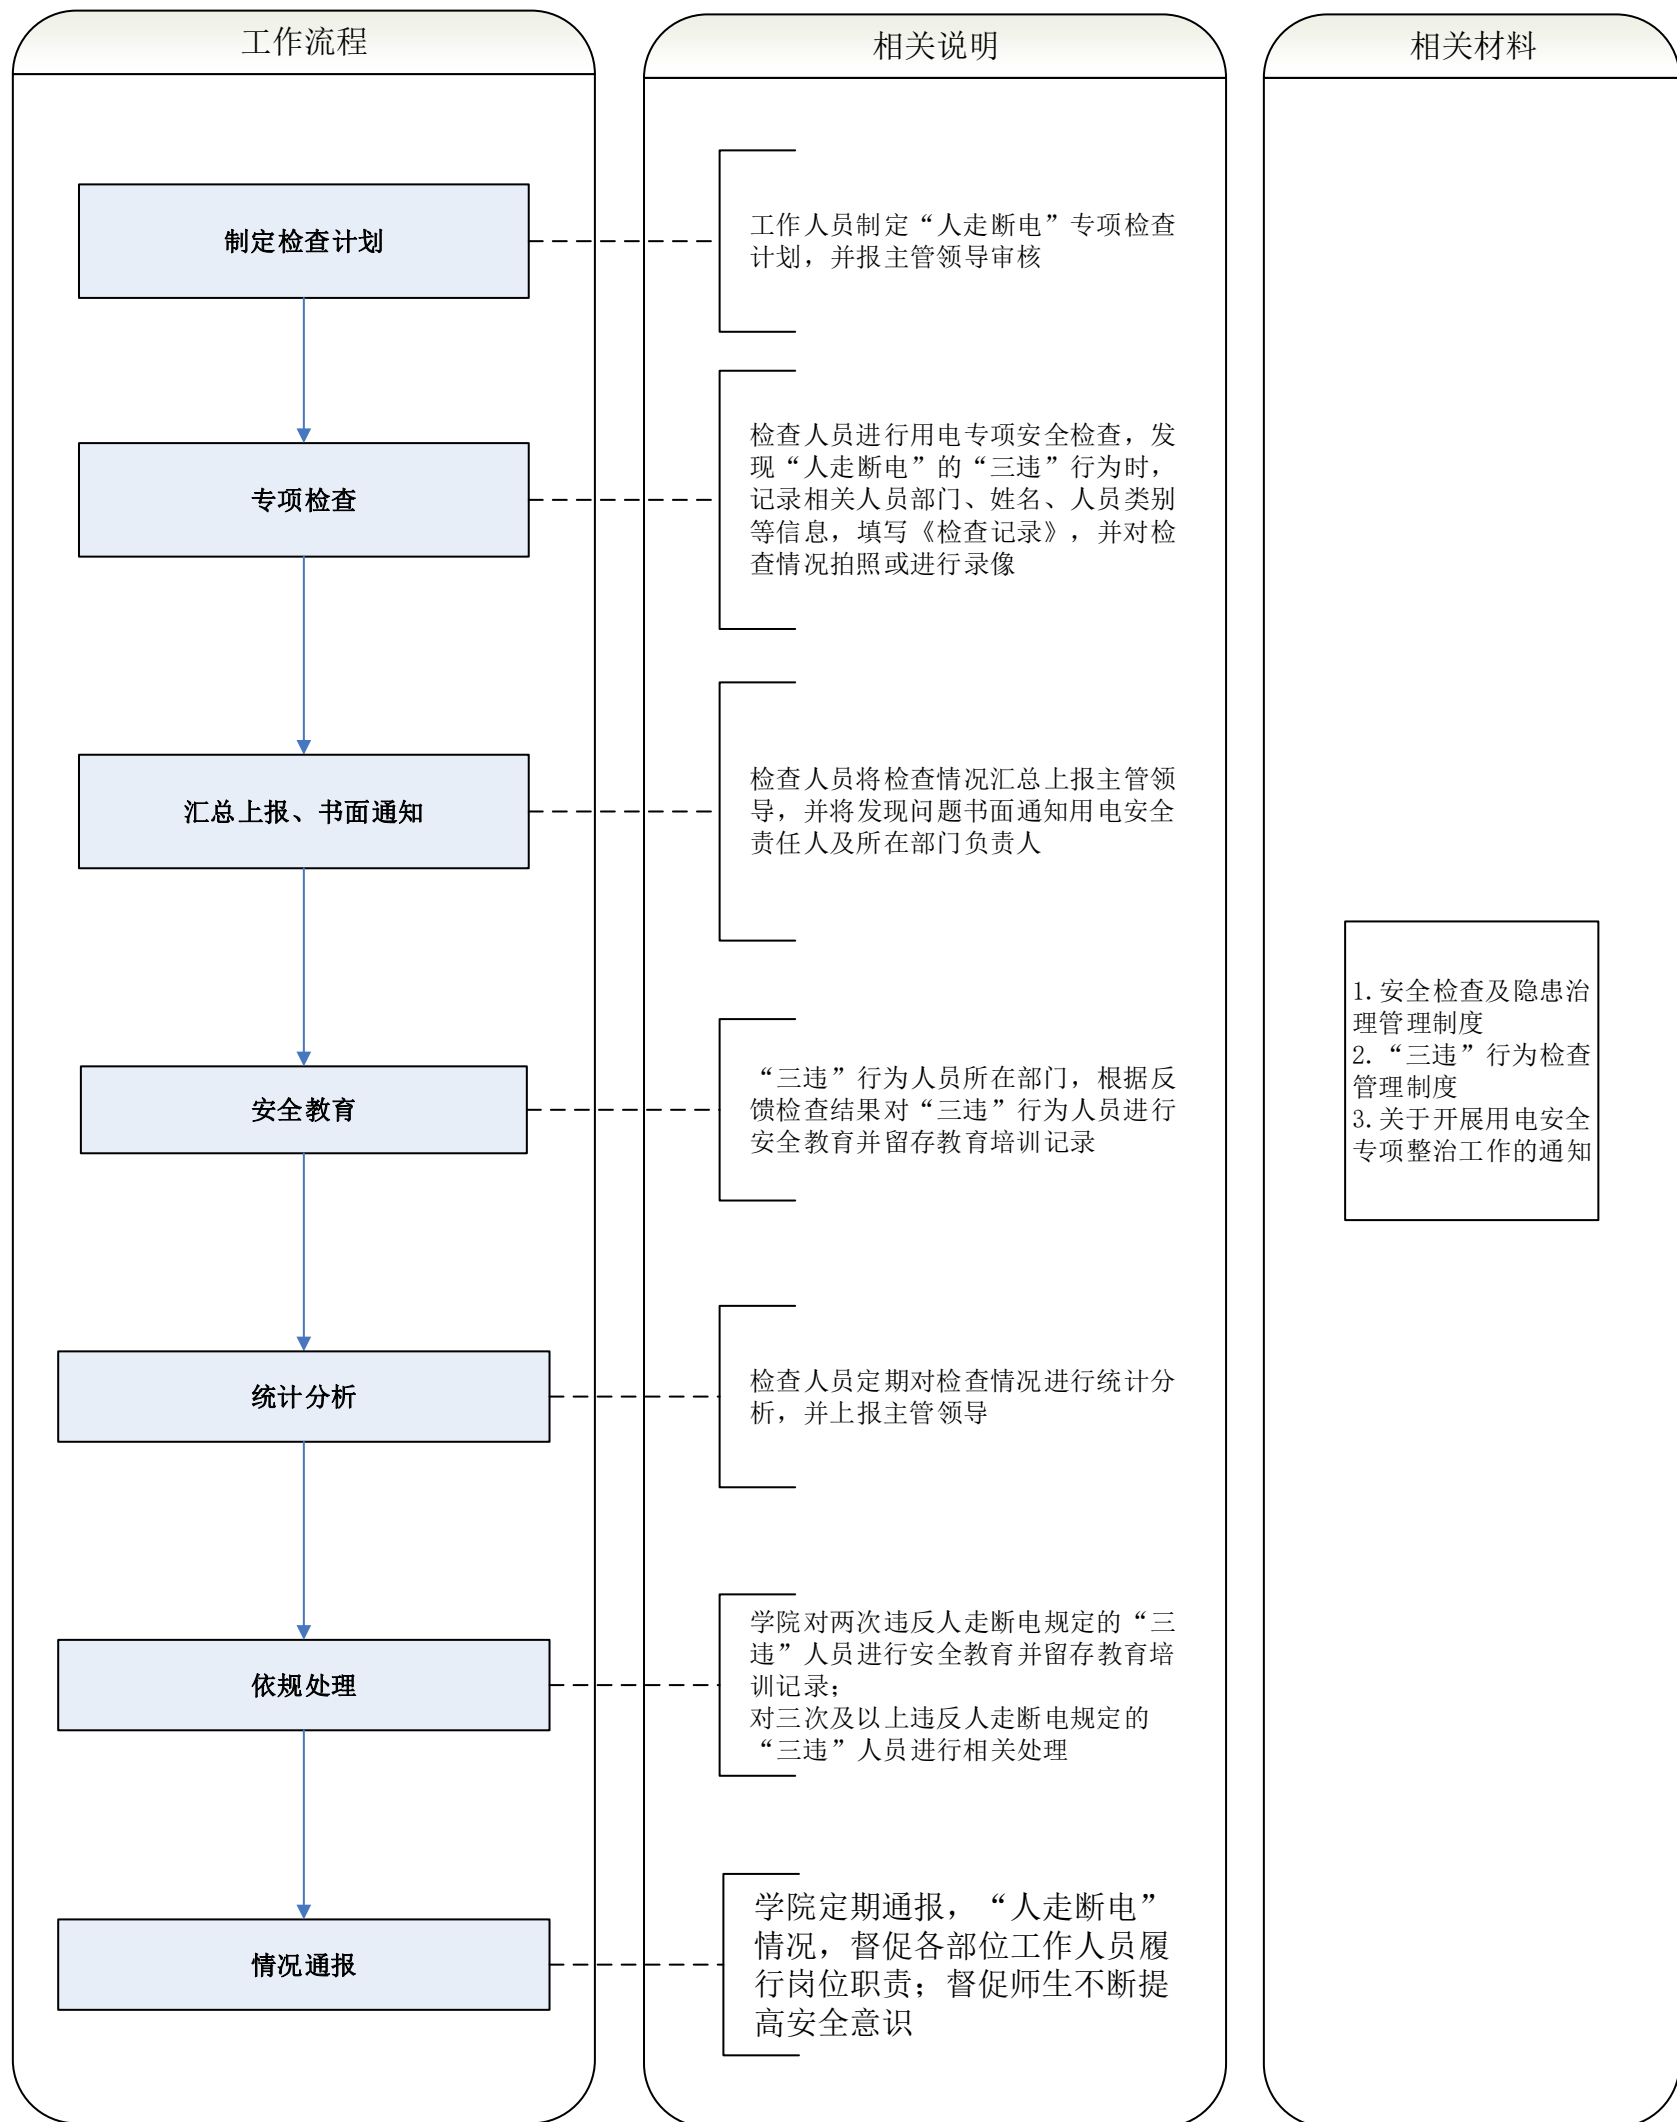 工作流程
相关说明
相关材料
制定检查计划
工作人员制定“人走断电”专项检查
计划，并报主管领导审核
专项检查
检查人员进行用电专项安全检查，发
现“人走断电”的“三违”行为时，
记录相关人员部门、姓名、人员类别
等信息，填写《检查记录》，并对检
查情况拍照或进行录像
汇总上报、书面通知
检查人员将检查情况汇总上报主管领
导，并将发现问题书面通知用电安全
责任人及所在部门负责人
安全教育
“三违”行为人员所在部门，根据反
馈检查结果对“三违”行为人员进行
安全教育并留存教育培训记录
统计分析
检查人员定期对检查情况进行统计分
析，并上报主管领导
依规处理
学院对两次违反人走断电规定的“三
违”人员进行安全教育并留存教育培
训记录；
对三次及以上违反人走断电规定的
“三违”人员进行相关处理
情况通报
学院定期通报，“人走断电”
情况，督促各部位工作人员履
行岗位职责；督促师生不断提
高安全意识
1.安全检查及隐患治
理管理制度
2.“三违”行为检查
管理制度
3.关于开展用电安全
专项整治工作的通知